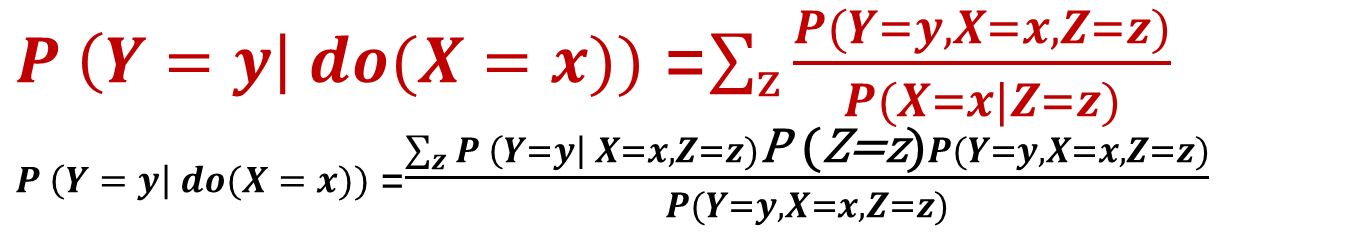 P (Y = y| do(X = x)) =∑Z P(Y=y,X=x,Z=z) / P(X=x|Z=z)
P (Y = y| do(X = x)) = ∑Z P (Y=y| X=x,Z=z) P(Z=z)P(Y=y,X=x,Z=z) / P(Y=y,X=x,Z=z)